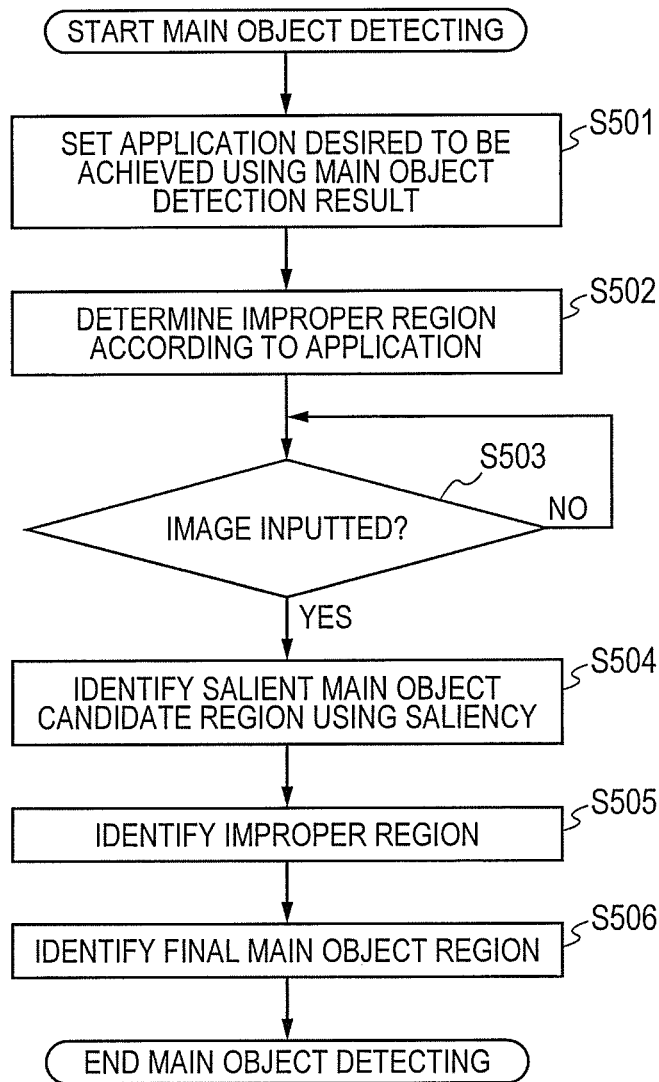 START MAIN OBJECT DETECTING
S501
SET APPLICATION DESIRED TO BE
ACHIEVED USING MAIN OBJECT
DETECTION RESULT
S502
DETERMINE IMPROPER REGION
ACCORDING TO APPLICATION
S503
IMAGE INPUTTED?
NO
YES
S504
IDENTIFY SALIENT MAIN OBJECT
CANDIDATE REGION USING SALIENCY
S505
IDENTIFY IMPROPER REGION
S506
IDENTIFY FINAL MAIN OBJECT REGION
END MAIN OBJECT DETECTING